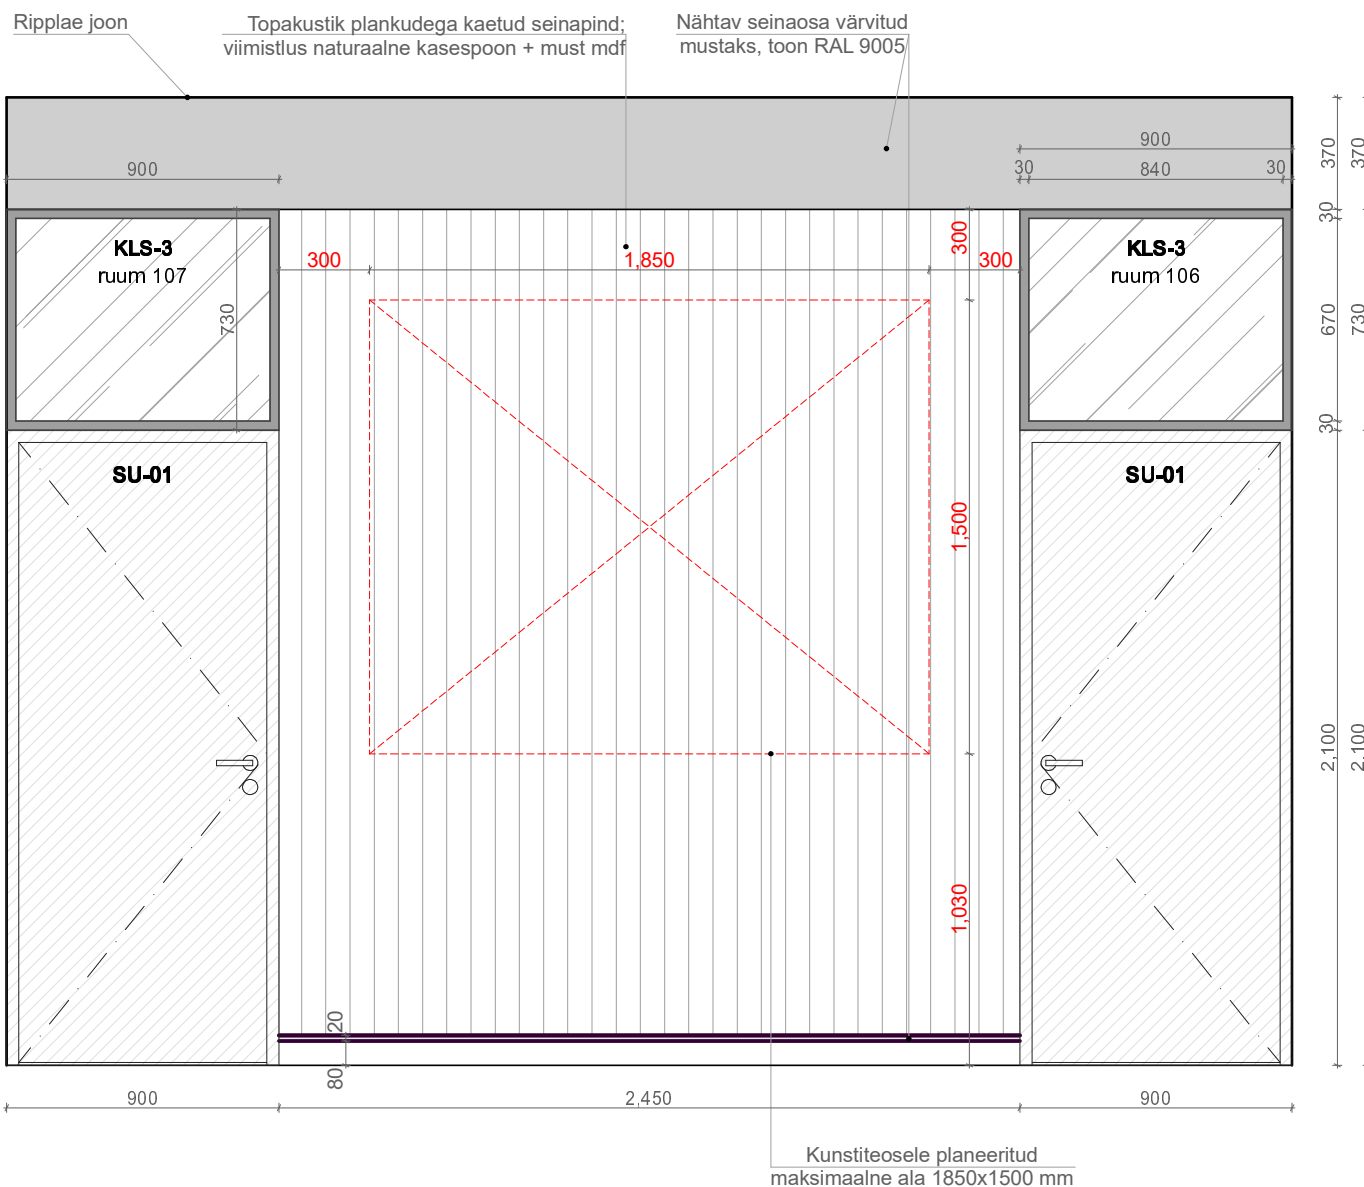 Ripplae joon
Topakustik plankudega kaetud seinapind;
viimistlus naturaalne kasespoon + must mdf
Nähtav seinaosa värvitud
mustaks, toon RAL 9005
900
900
30
840
30
370
370
30
KLS-3
ruum 107
730
300
1,850
300
300
KLS-3
ruum 106
670
730
30
SU-01
1,500
SU-01
2,100
2,100
1,030
20
80
900
2,450
900
Kunstiteosele planeeritud
maksimaalne ala 1850x1500 mm